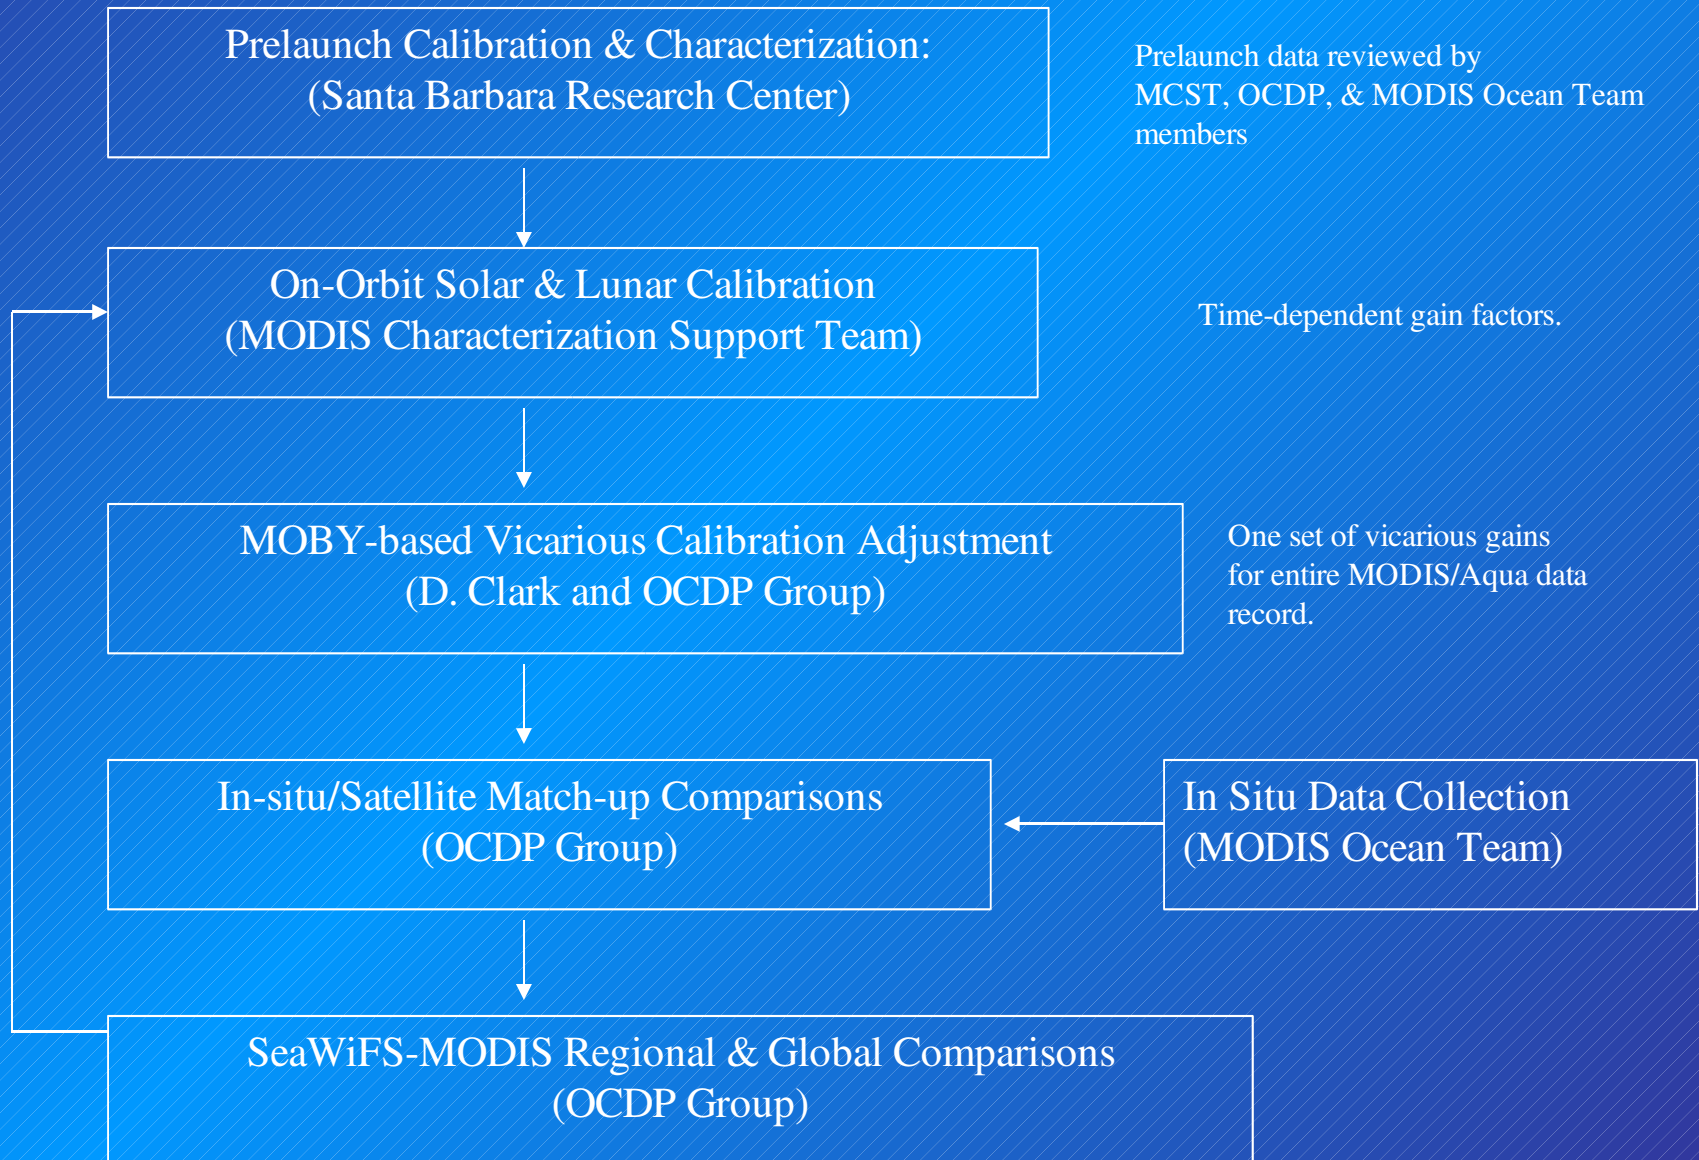 Prelaunch Calibration & Characterization:
(Santa Barbara Research Center)
Prelaunch data reviewed by
MCST, OCDP, & MODIS Ocean Team
members
On-Orbit Solar & Lunar Calibration
(MODIS Characterization Support Team)
Time-dependent gain factors.
MOBY-based Vicarious Calibration Adjustment
(D. Clark and OCDP Group)
One set of vicarious gains
for entire MODIS/Aqua data
record.
In-situ/Satellite Match-up Comparisons
(OCDP Group)
In Situ Data Collection
(MODIS Ocean Team)
SeaWiFS-MODIS Regional & Global Comparisons
(OCDP Group)